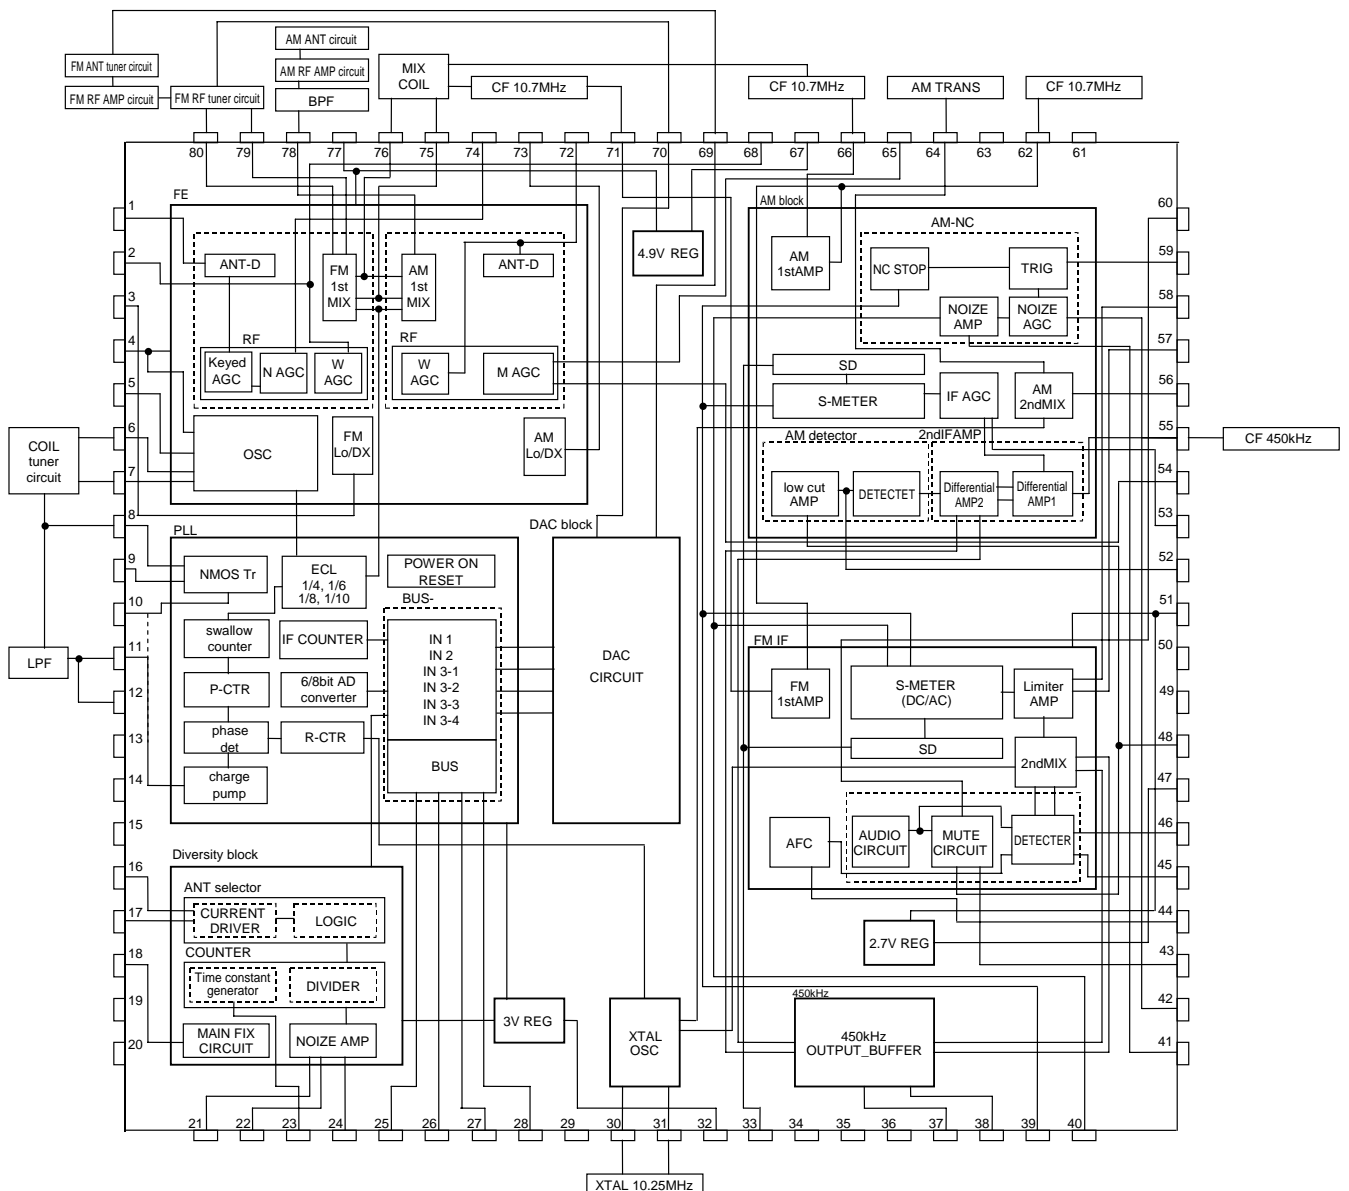 AM ANT circuit
FM ANT tuner circuit
AM RF AMP circuit
MIX
COIL
FM RF AMP circuit
FM RF tuner circuit
BPF
CF 10.7MHz
CF 10.7MHz
AM TRANS
CF 10.7MHz
80
79
78
77
76
75
74
73
72
71
70
69
68
67
66
65
64
63
62
61
1
2
3
4
5
6
7
8
9
10
11
12
13
14
15
16
17
18
19
20
COIL
tuner
circuit
LPF
FE
ANT-D
FM
1st
MIX
AM
1st
MIX
ANT-D
RF
Keyed
AGC
N AGC
W
AGC
RF
W
AGC
M AGC
OSC
FM
Lo/DX
AM
Lo/DX
4.9V REG
PLL
NMOS Tr
ECL
1/4, 1/6
1/8, 1/10
POWER ON
RESET
BUS-
swallow
counter
IF COUNTER
P-CTR
6/8bit AD
converter
phase
det
R-CTR
charge
pump
IN 1
IN 2
IN 3-1
IN 3-2
IN 3-3
IN 3-4
BUS
DAC block
DAC
CIRCUIT
Diversity block
ANT selector
CURRENT
DRIVER
LOGIC
COUNTER
Time constant
generator
DIVIDER
MAIN FIX
CIRCUIT
NOIZE AMP
3V REG
XTAL
OSC
AM block
AM-NC
AM
1stAMP
NC STOP
TRIG
NOIZE
AMP
NOIZE
AGC
SD
S-METER
IF AGC
AM
2ndMIX
AM detector
2ndIFAMP
low cut
AMP
DETECTET
Differential
AMP2
Differential
AMP1
FM IF
FM
1stAMP
S-METER
(DC/AC)
Limiter
AMP
SD
2ndMIX
AFC
AUDIO
CIRCUIT
MUTE
CIRCUIT
DETECTER
2.7V REG
450kHz
450kHz
OUTPUT_BUFFER
60
59
58
57
56
55
CF 450kHz
54
53
52
51
50
49
48
47
46
45
44
43
42
41
21
22
23
24
25
26
27
28
29
30
31
32
33
34
35
36
37
38
39
40
XTAL 10.25MHz